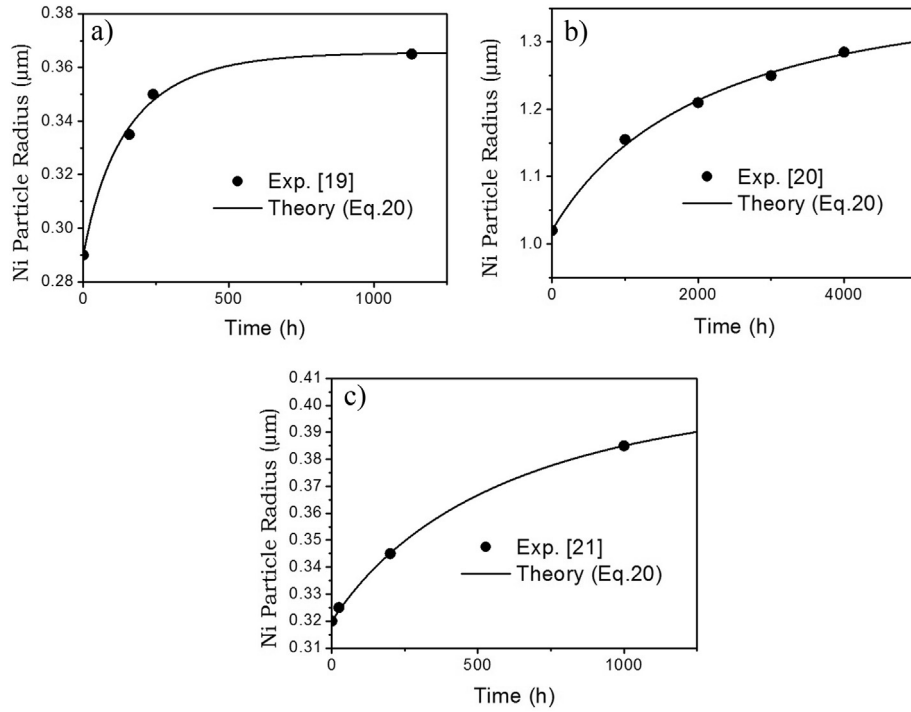 a)
0.38
0.36
0.34
0.32
0.30
0.28
Ni Particle Radius (μm)
Exp. [19]
Theory (Eq.20)
0
500
1000
Time (h)
b)
1.3
1.2
1.1
1.0
Ni Particle Radius (μm)
Exp. [20]
Theory (Eq.20)
0
2000
4000
Time (h)
c)
0.41
0.40
0.39
0.38
0.37
0.36
0.35
0.34
0.33
0.32
0.31
Ni Particle Radius (μm)
Exp. [21]
Theory (Eq.20)
0
500
1000
Time (h)